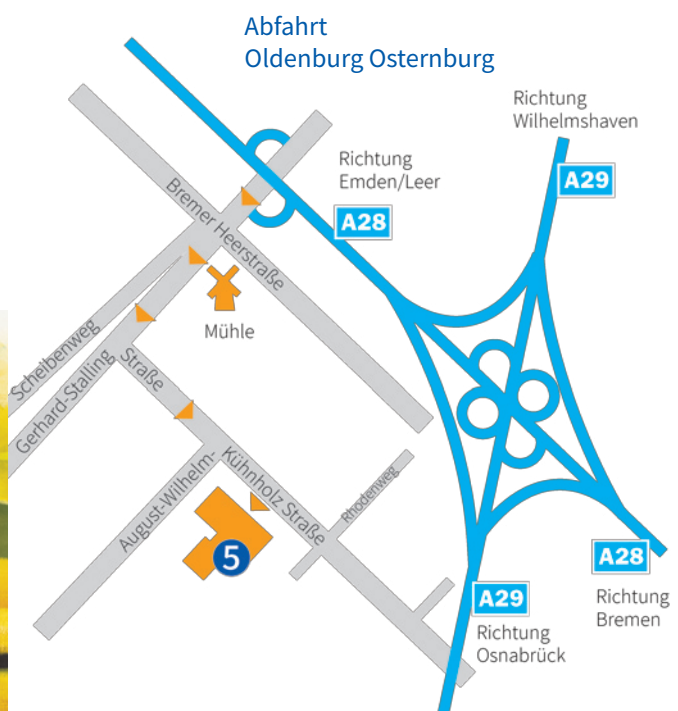 Abfahrt
Oldenburg Osternburg
Richtung
Wilhelmshaven
Richtung
Emden/Leer
A29
A28
Bremer Heerstraße
Mühle
Scheibenweg
Gerhard-Stalling
Straße
August-Wilhelm-
Kühnholz Straße
Rhodenweg
5
A28
Richtung
Bremen
A29
Richtung
Osnabrück